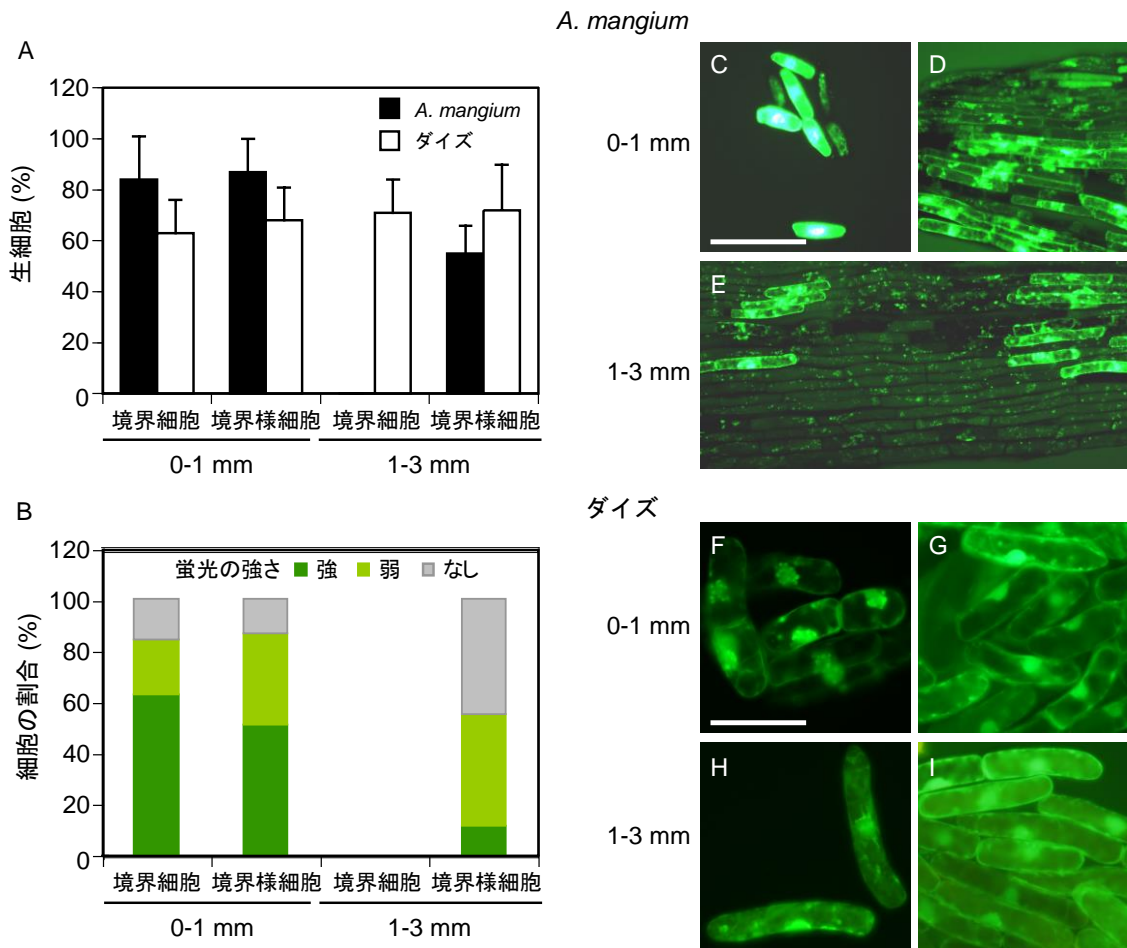 A. mangium
A
120
100
80
60
40
20
0
生細胞 (%)
A. mangium
ダイズ
境界細胞 境界様細胞 境界細胞 境界様細胞
0-1 mm 1-3 mm
B
120
100
80
60
40
20
0
細胞の割合 (%)
蛍光の強さ 強 弱 なし
境界細胞 境界様細胞 境界細胞 境界様細胞
0-1 mm 1-3 mm
0-1 mm
C D
1-3 mm
E
ダイズ
0-1 mm
F G
1-3 mm
H I